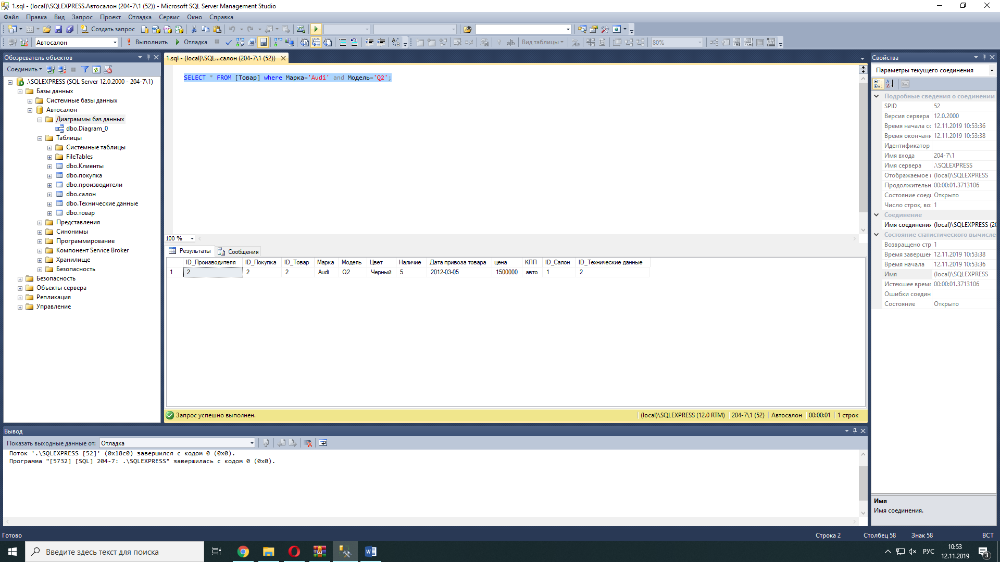 1.sql - (local)\SQLEXPRESS.Автосалон (204-7\1 (52)) - Microsoft SQL Server Management Studio
Файл Правка Вид Запрос Проект Отладка Сервис Окно Справка
Создать запрос
Автосалон Выполнить Отладка Вид таблицы 80%
Обозреватель объектов
Соединить
.\SQLEXPRESS (SQL Server 12.0.2000 - 204-7\1)
Базы данных
Системные базы данных
Автосалон
Диаграммы баз данных
dbo.Diagram_0
Таблицы
Системные таблицы
FileTables
dbo.Клиенты
dbo.покупка
dbo.производители
dbo.салон
dbo.Технические данные
dbo.товар
Представления
Синонимы
Программирование
Компонент Service Broker
Хранилище
Безопасность
Безопасность
Объекты сервера
Репликация
Управление
1.sql - (local)\SQL...салон (204-7\1 (52))
SELECT * FROM [Товар] where Марка='Audi' and Модель='Q2';
100 %
Результаты Сообщения
ID_Производителя ID_Покупка ID_Товар Марка Модель Цвет Наличие Дата привоза товара цена КПП ID_Салон ID_Технические данные
1 2 2 2 Audi Q2 Черный 5 2012-03-05 1500000 авто 1 2
Запрос успешно выполнен. (local)\SQLEXPRESS (12.0 RTM) 204-7\1 (52) Автосалон 00:00:01 1 строк
Свойства
Параметры текущего соединения
Подробные сведения о соединении
SPID 52
Версия сервера 12.0.2000
Время начала сс 12.11.2019 10:53:36
Время окончани 12.11.2019 10:53:38
Идентификатор
Имя входа 204-7\1
Имя сервера .\SQLEXPRESS
Отображаемое и (local)\SQLEXPRESS
Продолжительн 00:00:01.3713106
Состояние соеди Открыто
Число строк, воз 1
Соединение
Имя соединения (local)\SQLEXPRESS (20
Состояние статистического вычисле
Возвращено стр 1
Время завершен 12.11.2019 10:53:38
Время начала 12.11.2019 10:53:36
Имя (local)\SQLEXPRESS
Истекшее время 00:00:01.3713106
Ошибки соедин
Состояние Открыто
Имя
Имя соединения.
Вывод
Показать выходные данные от: Отладка
Поток '.\SQLEXPRESS [52]' (0x18c0) завершился с кодом 0 (0x0).
Программа "[5732] [SQL] 204-7: .\SQLEXPRESS" завершилась с кодом 0 (0x0).
Готово Строка 2 Столбец 58 Знак 58 ВСТ
Введите здесь текст для поиска
РУС 10:53
12.11.2019
3